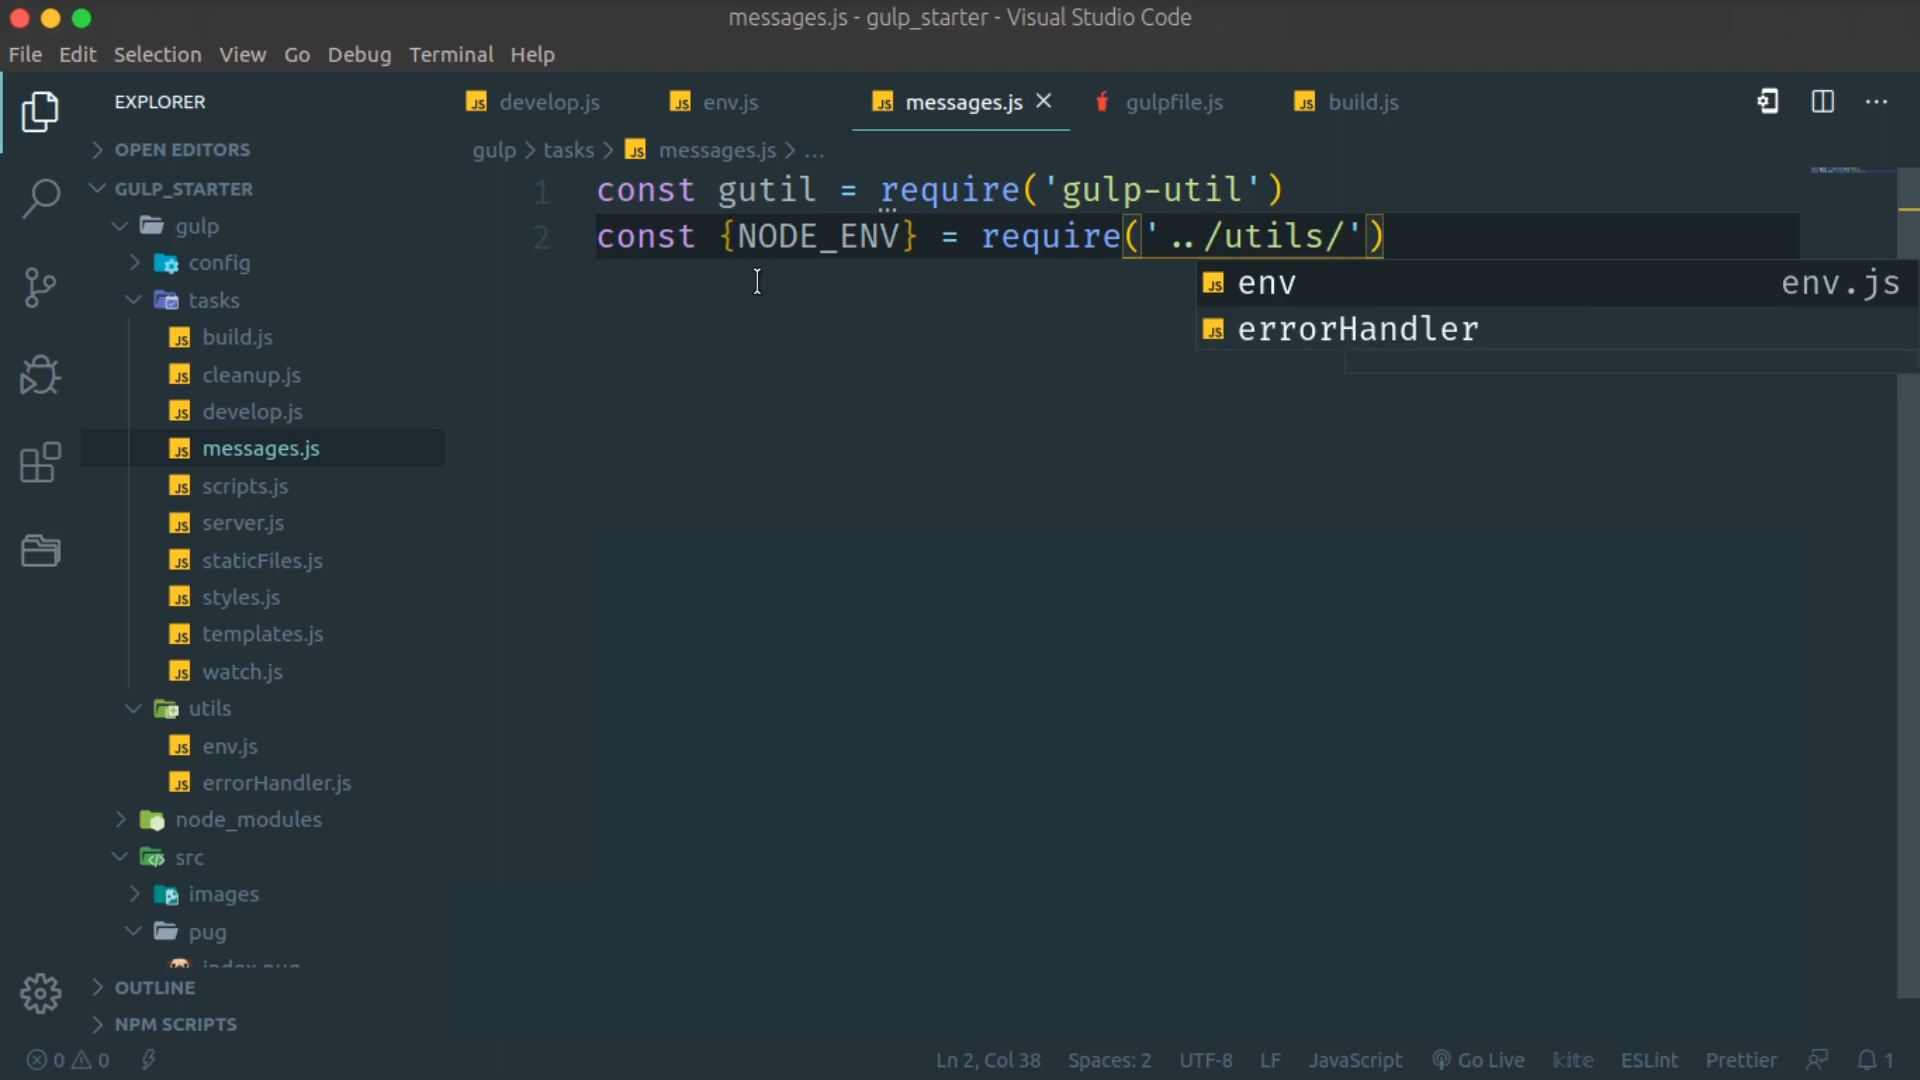 messages.js - gulp_starter - Visual Studio Code
File Edit Selection View Go Debug Terminal Help
EXPLORER
develop.js env.js messages.js gulpfile.js build.js
OPEN EDITORS
gulp > tasks > messages.js > ...
GULP_STARTER
1 const gutil = require('gulp-util')
2 const {NODE_ENV} = require('../utils/')
env env.js
errorHandler
gulp
config
tasks
build.js
cleanup.js
develop.js
messages.js
scripts.js
server.js
staticFiles.js
styles.js
templates.js
watch.js
utils
env.js
errorHandler.js
node_modules
src
images
pug
index.pug
OUTLINE
NPM SCRIPTS
0 0 Ln 2, Col 38 Spaces: 2 UTF-8 LF JavaScript Go Live kite ESLint Prettier 1